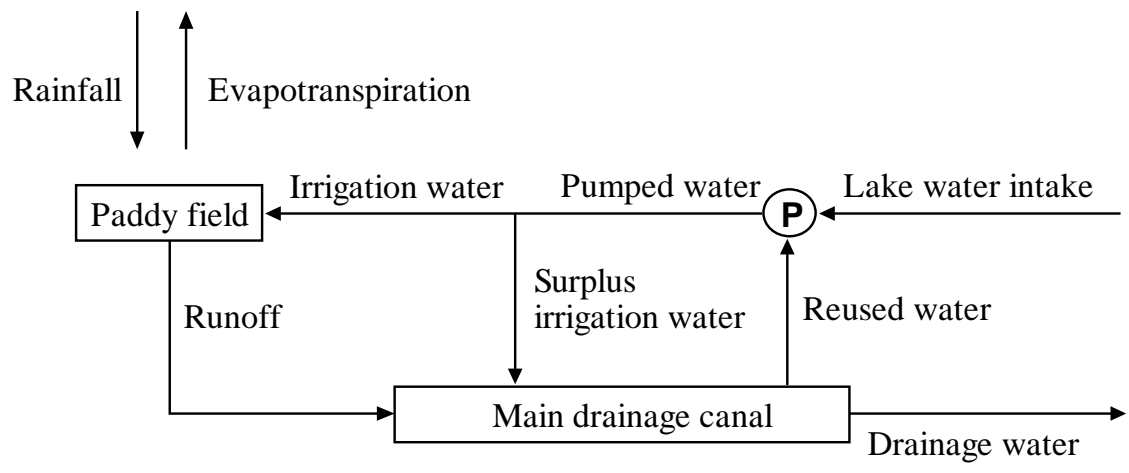 Rainfall
Evapotranspiration
Irrigation water
Pumped water
Lake water intake
Paddy field
P
Surplus
irrigation water
Runoff
Reused water
Main drainage canal
Drainage water